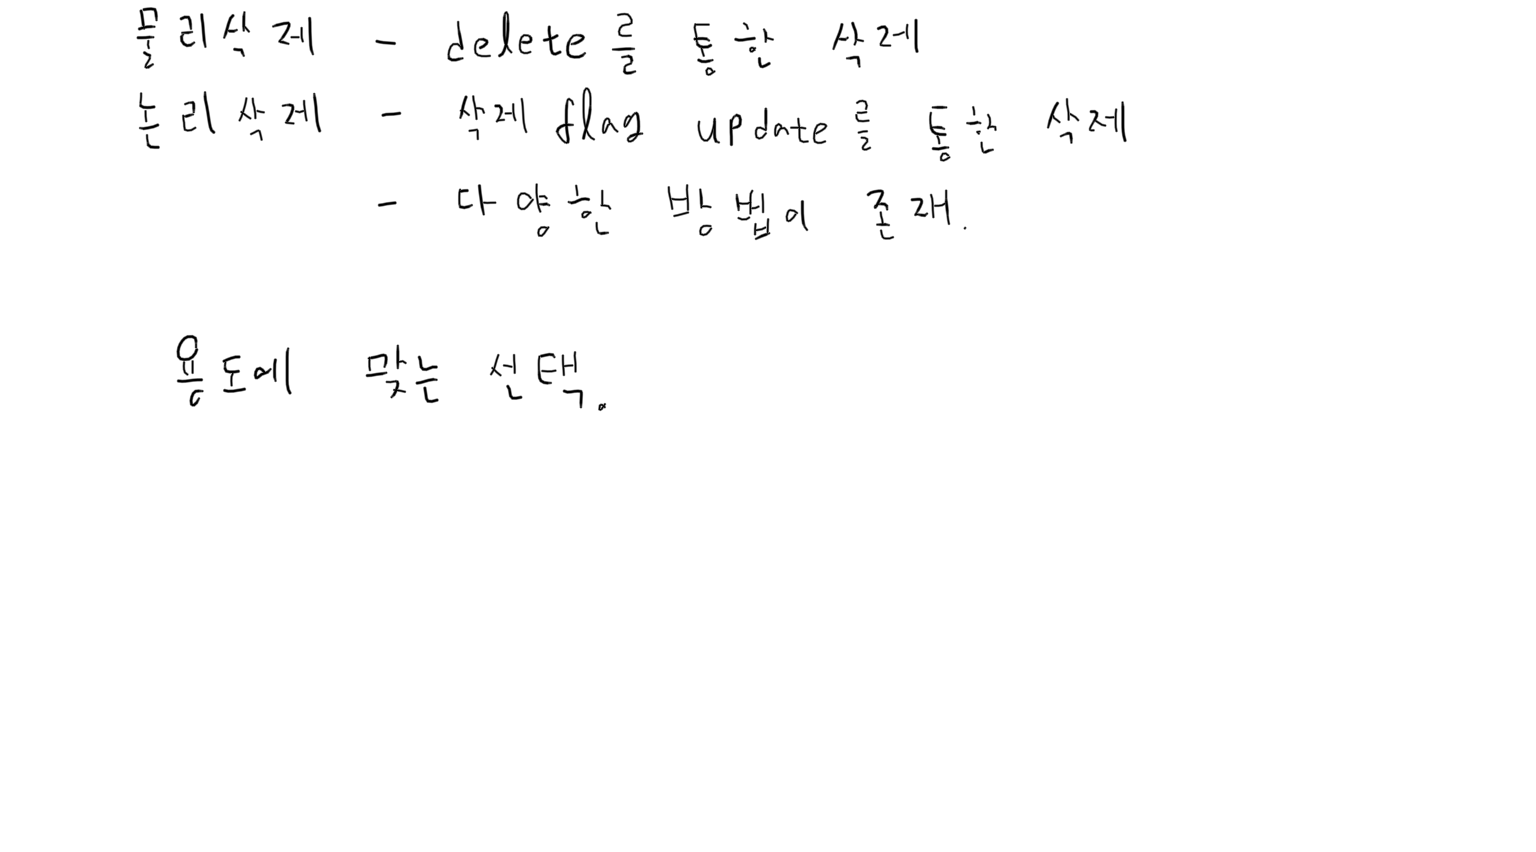 물리삭제 - delete를 통한 삭제
논리삭제 - 삭제 flag update를 통한 삭제
- 다양한 방법이 존재.
용도에 맞는 선택.